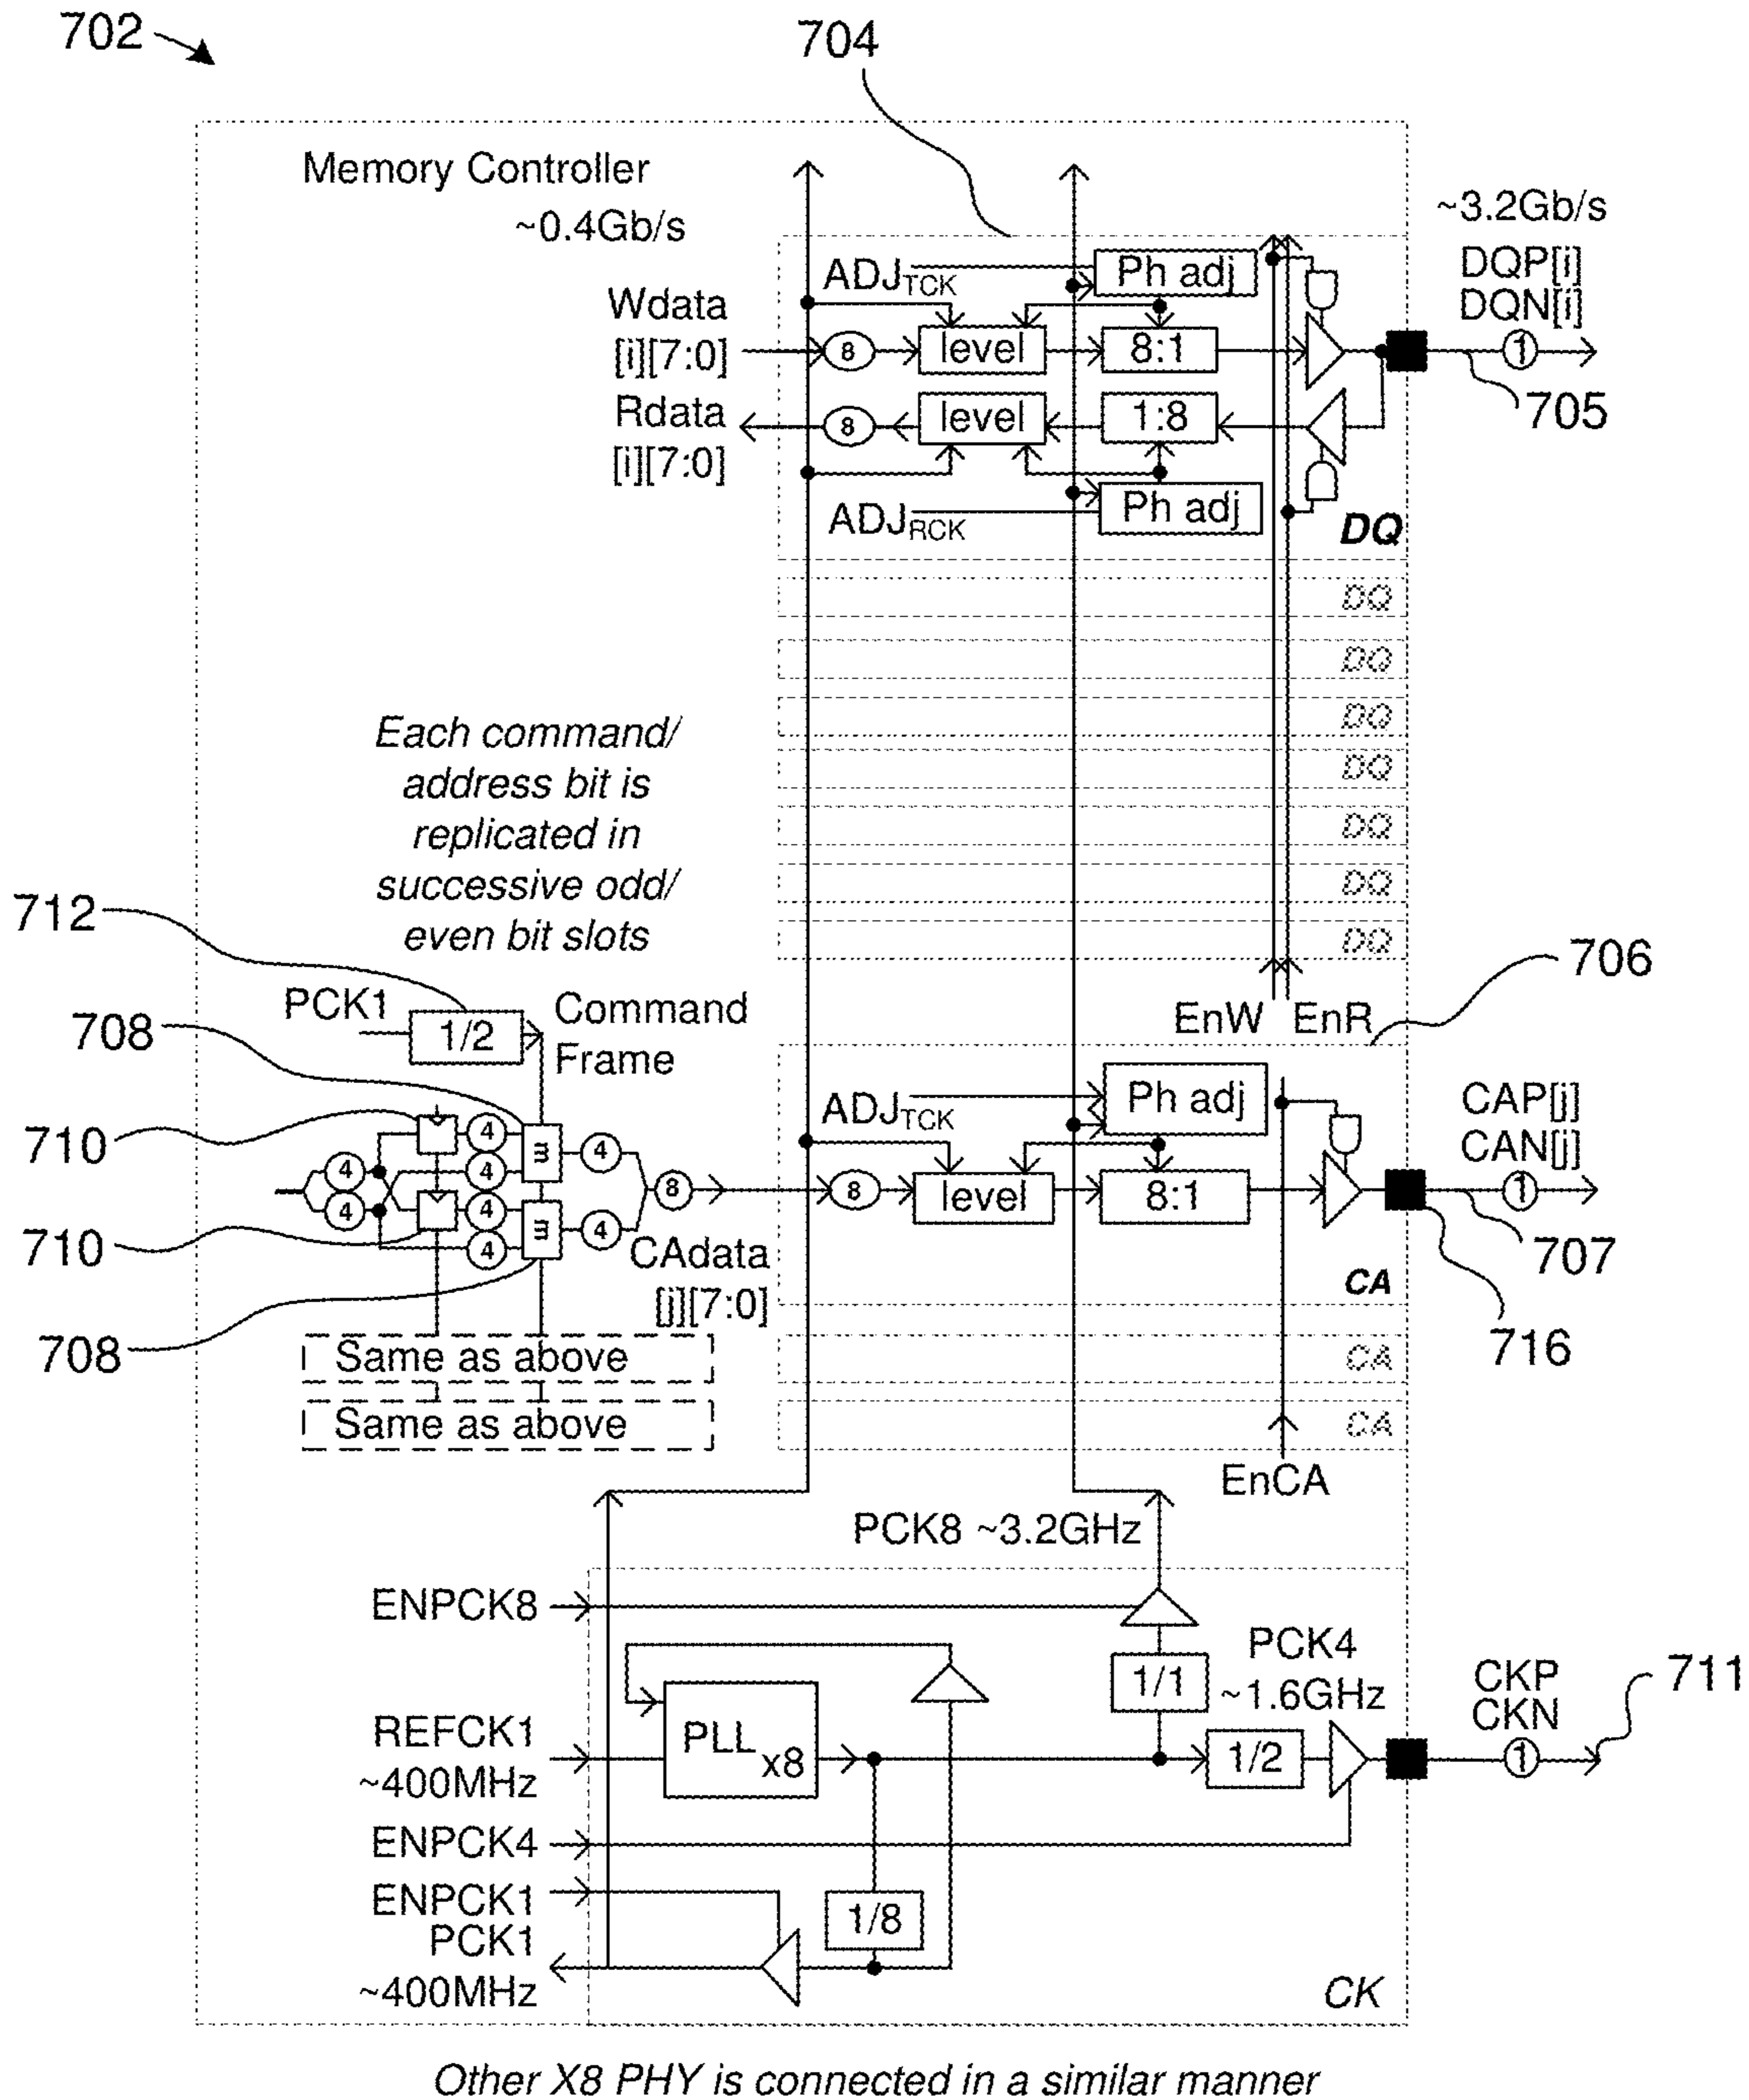 702
704
Memory Controller
~0.4Gb/s
~3.2Gb/s
DQP[i]
DQN[i]
ADJTCK
Ph adj
Wdata
[i][7:0]
8
level
8:1
1
705
Rdata
[i][7:0]
8
level
1:8
ADJRCK
Ph adj
DQ
DQ
DQ
DQ
DQ
DQ
DQ
DQ
Each command/
address bit is
replicated in
successive odd/
even bit slots
712
706
PCK1
1/2
Command
Frame
EnW EnR
708
ADJTCK
Ph adj
CAP[j]
CAN[j]
710
4
4
m
4
4
4
8
8
level
8:1
1
4
4
m
4
4
710
CAdata
[j][7:0]
CA
707
716
708
Same as above
CA
Same as above
CA
EnCA
PCK8 ~3.2GHz
ENPCK8
PCK4
~1.6GHz
1/1
CKP
CKN
711
REFCK1
~400MHz
PLL x8
1/2
1
ENPCK4
ENPCK1
1/8
PCK1
~400MHz
CK
Other X8 PHY is connected in a similar manner